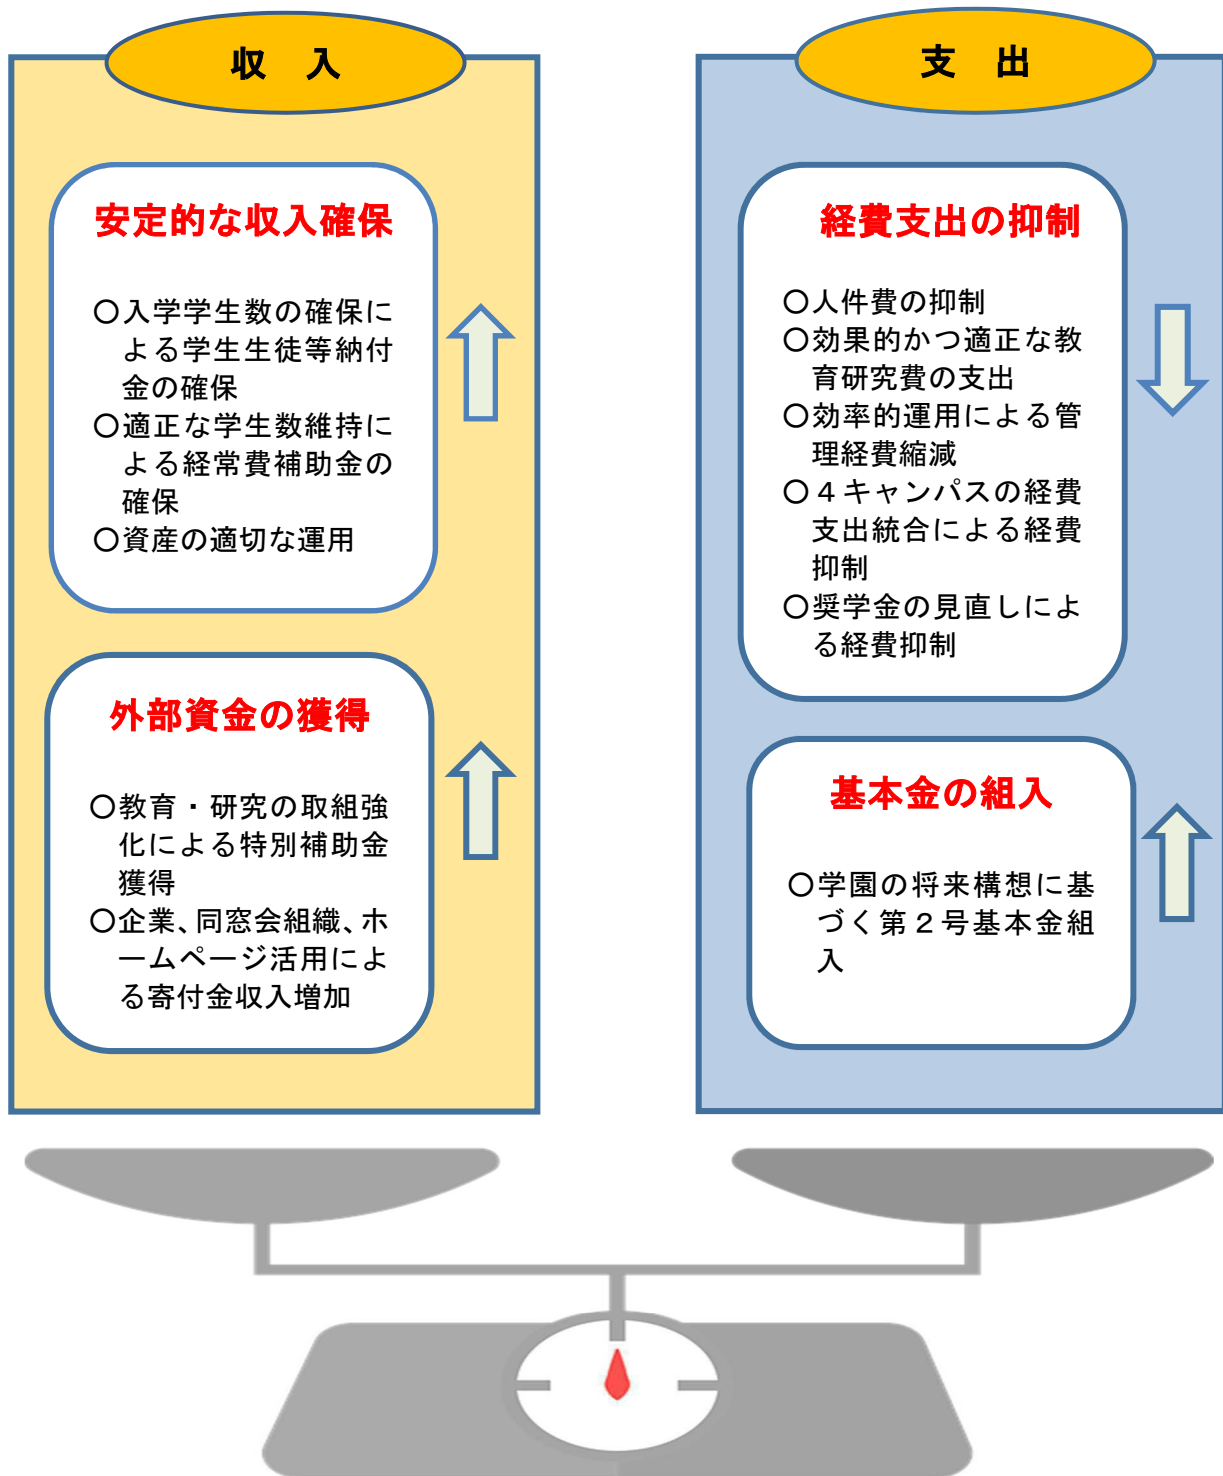 収　入
安定的な収入確保
〇入学学生数の確保に
よる学生生徒等納付
金の確保
〇適正な学生数維持に
よる経常費補助金の
確保
〇資産の適切な運用
外部資金の獲得
〇教育・研究の取組強
化による特別補助金
獲得
〇企業、同窓会組織、ホ
ームページ活用によ
る寄付金収入増加
支　出
経費支出の抑制
〇人件費の抑制
〇効果的かつ適正な教
育研究費の支出
〇効率的運用による管
理経費縮減
〇４キャンパスの経費
支出統合による経費
抑制
〇奨学金の見直しによ
る経費抑制
基本金の組入
〇学園の将来構想に基
づく第２号基本金組
入